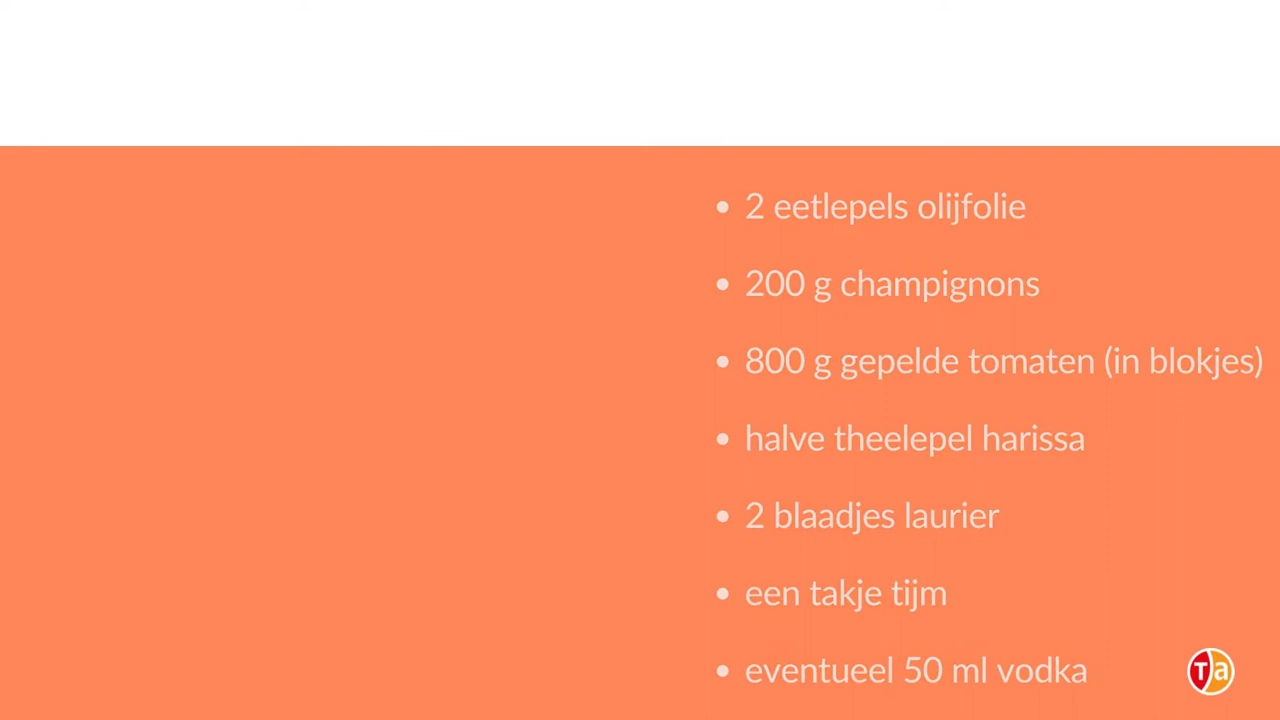 • 2 eetlepels olijfolie
• 200 g champignons
• 800 g gepelde tomaten (in blokjes)
• halve theelepel harissa
• 2 blaadjes laurier
• een takje tijm
• eventueel 50 ml vodka
Ta